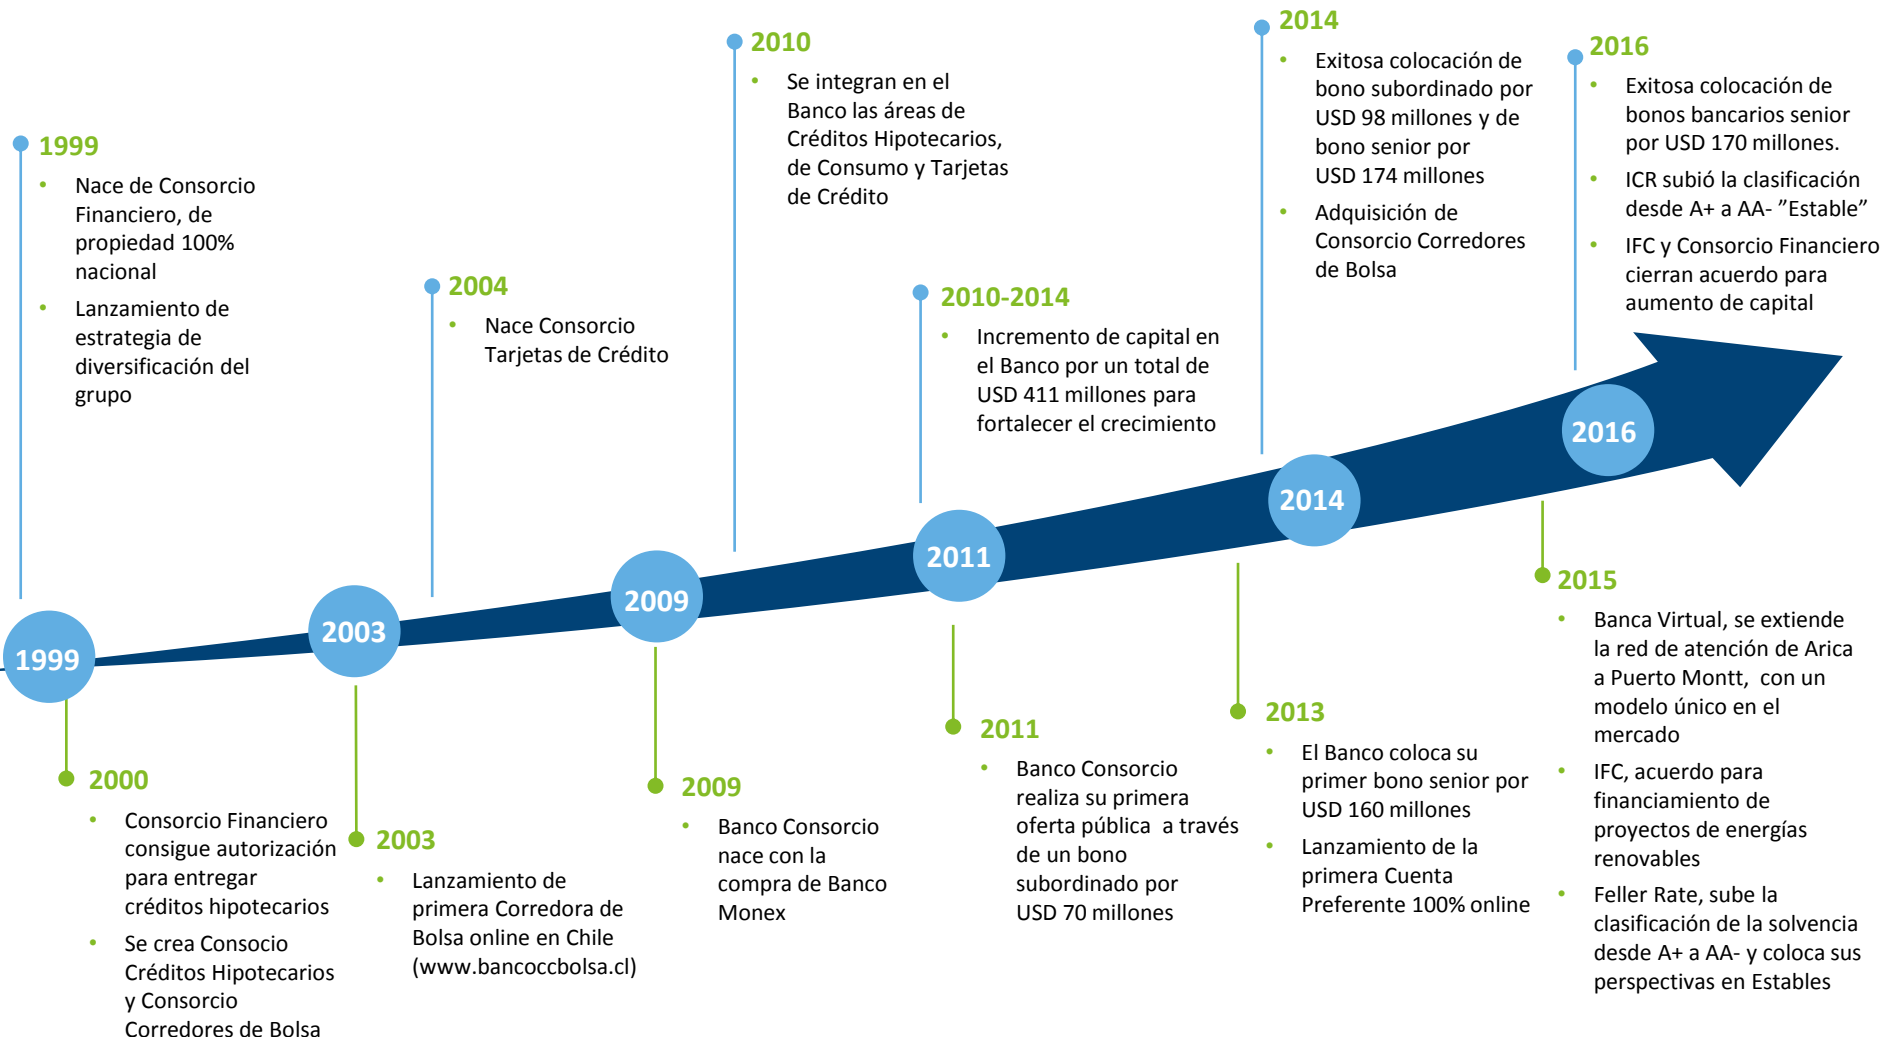 1999
• Nace de Consorcio
Financiero, de
propiedad 100%
nacional
• Lanzamiento de
estrategia de
diversificación del
grupo
2004
• Nace Consorcio
Tarjetas de Crédito
2010
• Se integran en el
Banco las áreas de
Créditos Hipotecarios,
de Consumo y Tarjetas
de Crédito
2010-2014
• Incremento de capital en
el Banco por un total de
USD 411 millones para
fortalecer el crecimiento
2014
• Exitosa colocación de
bono subordinado por
USD 98 millones y de
bono senior por
USD 174 millones
• Adquisición de
Consorcio Corredores
de Bolsa
2016
• Exitosa colocación de
bonos bancarios senior
por USD 170 millones.
• ICR subió la clasificación
desde A+ a AA- ”Estable”
• IFC y Consorcio Financiero
cierran acuerdo para
aumento de capital
1999
2003
2009
2011
2014
2016
2000
• Consorcio Financiero
consigue autorización
para entregar
créditos hipotecarios
• Se crea Consocio
Créditos Hipotecarios
y Consorcio
Corredores de Bolsa
2003
• Lanzamiento de
primera Corredora de
Bolsa online en Chile
(www.bancoccbolsa.cl)
2009
• Banco Consorcio
nace con la
compra de Banco
Monex
2011
• Banco Consorcio
realiza su primera
oferta pública a través
de un bono
subordinado por
USD 70 millones
2013
• El Banco coloca su
primer bono senior por
USD 160 millones
• Lanzamiento de la
primera Cuenta
Preferente 100% online
2015
• Banca Virtual, se extiende
la red de atención de Arica
a Puerto Montt, con un
modelo único en el
mercado
• IFC, acuerdo para
financiamiento de
proyectos de energías
renovables
• Feller Rate, sube la
clasificación de la solvencia
desde A+ a AA- y coloca sus
perspectivas en Estables